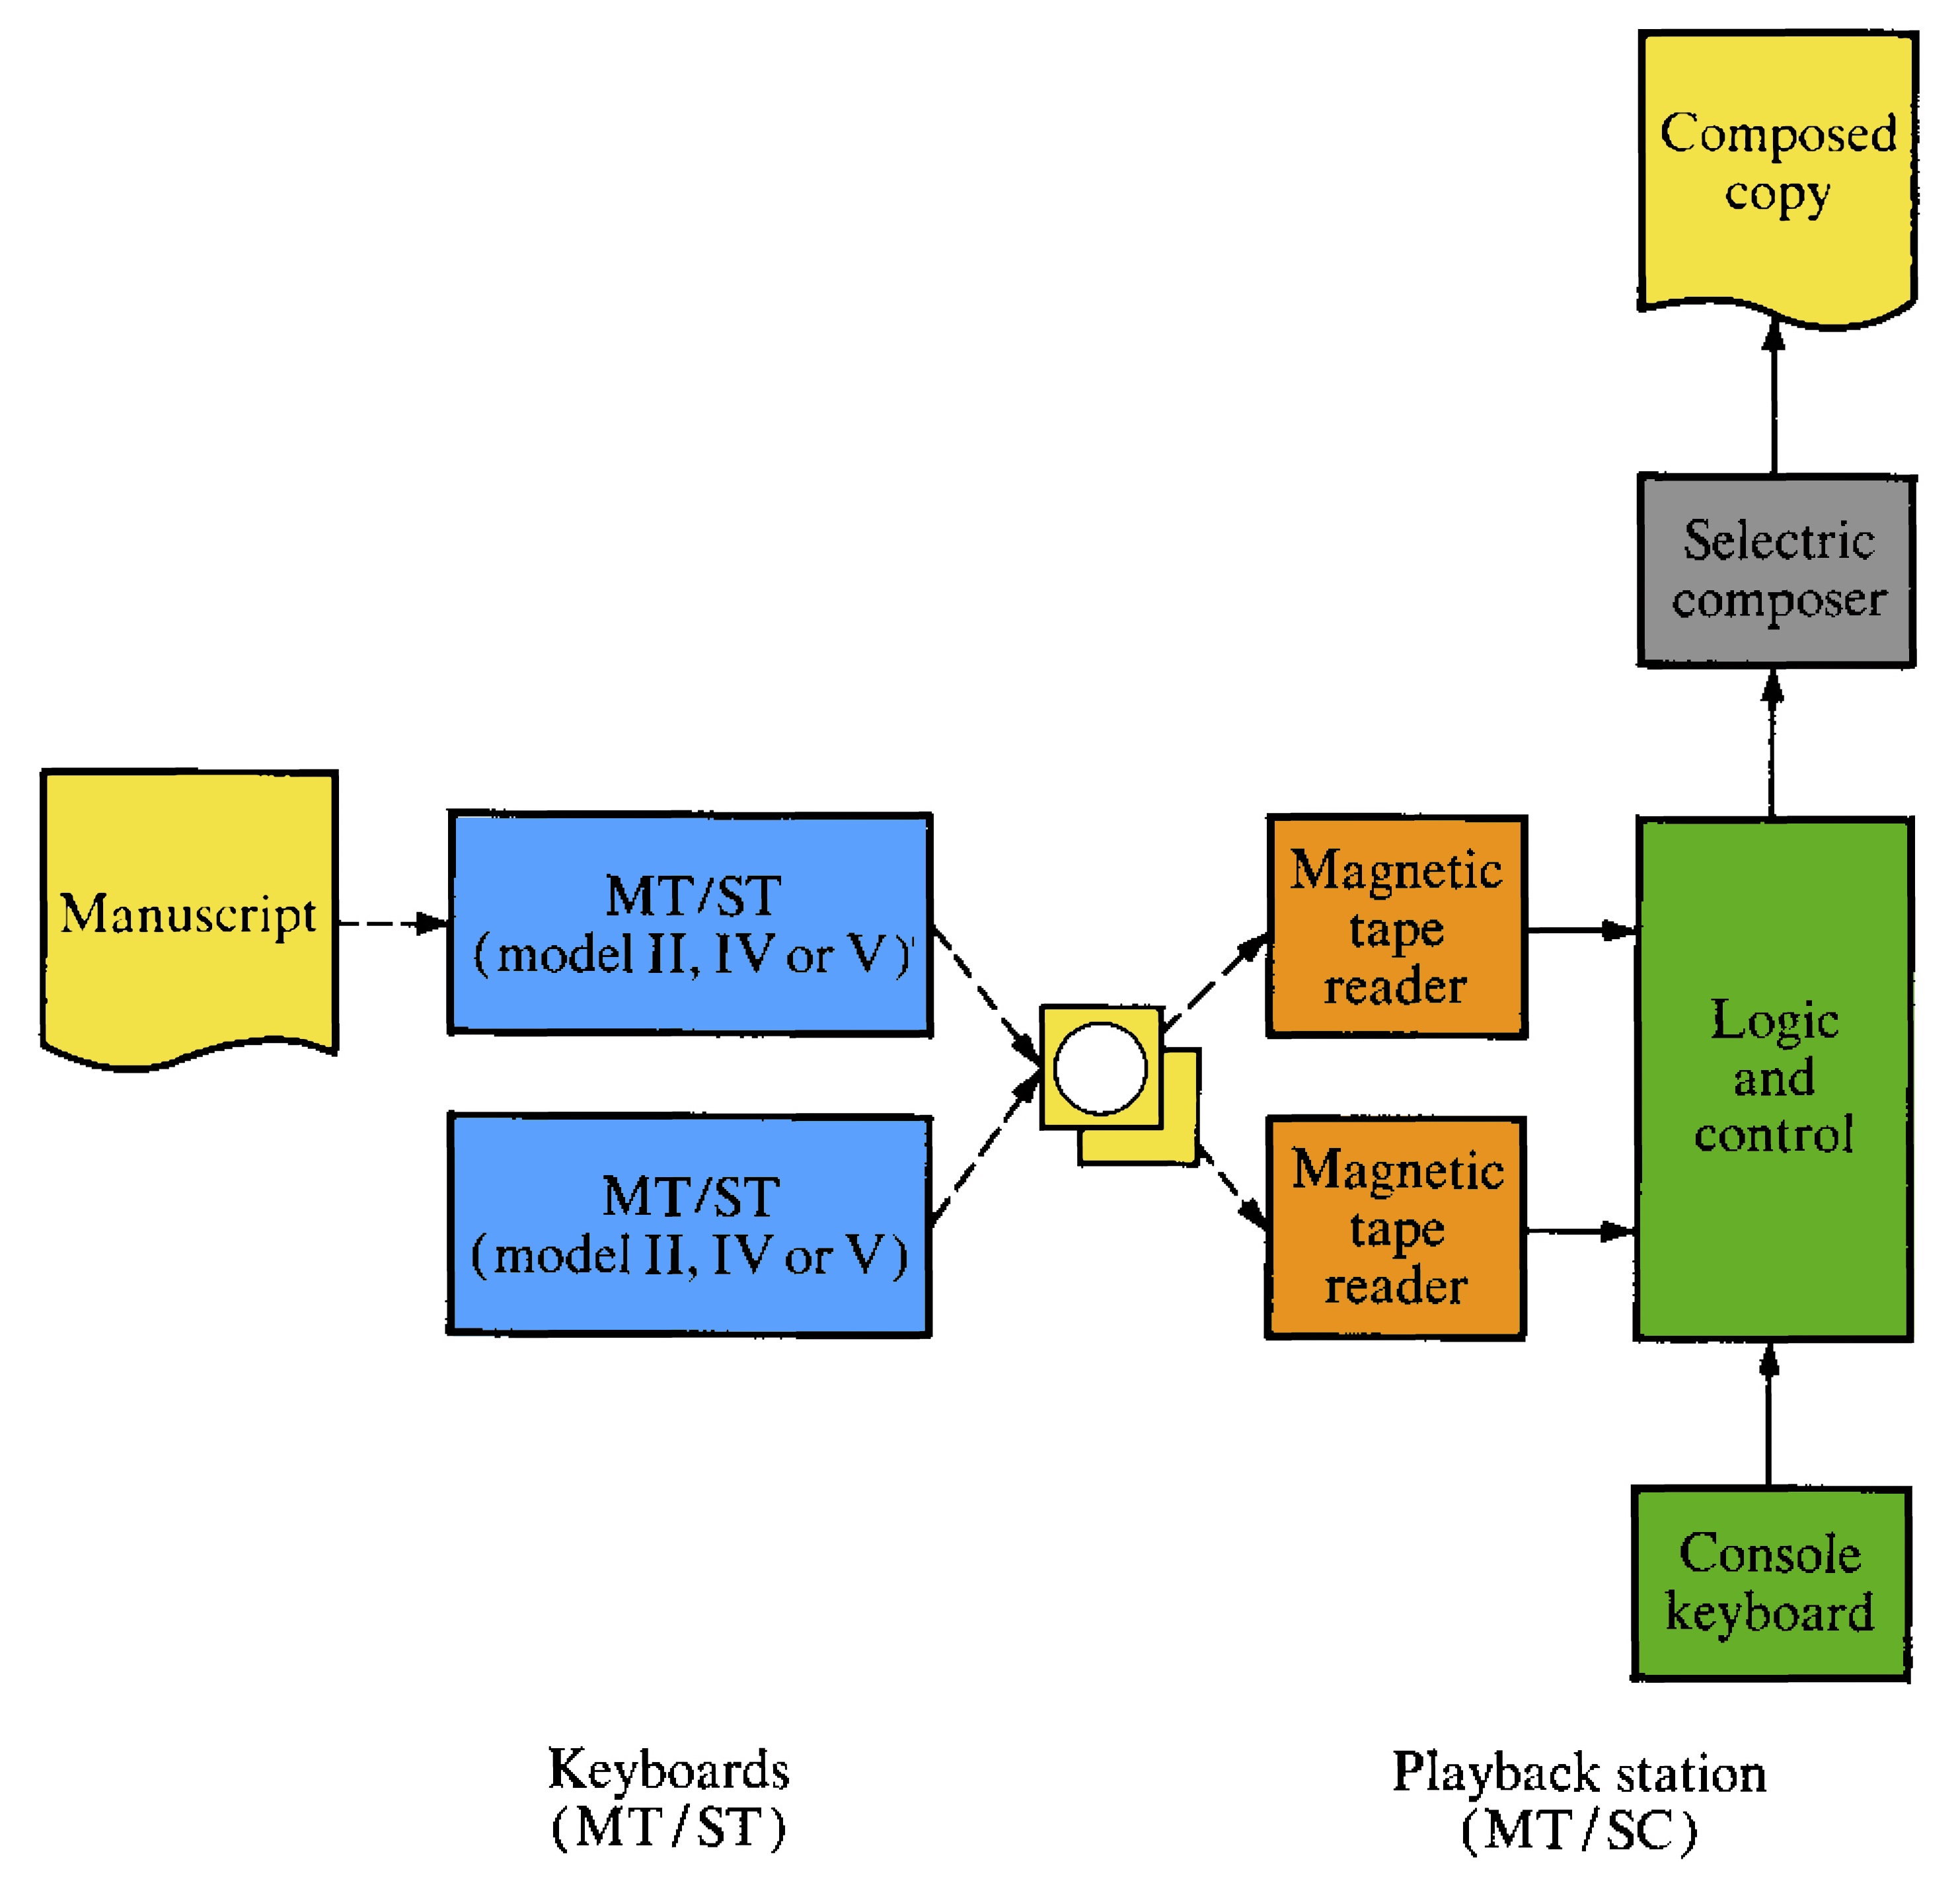 Composed
copy
Selectric
composer
Manuscript
MT/ST
(model II, IV or V)
Magnetic
tape
reader
Logic
and
control
MT/ST
(model II, IV or V)
Magnetic
tape
reader
Console
keyboard
Keyboards
(MT/ST)
Playback station
(MT/SC)